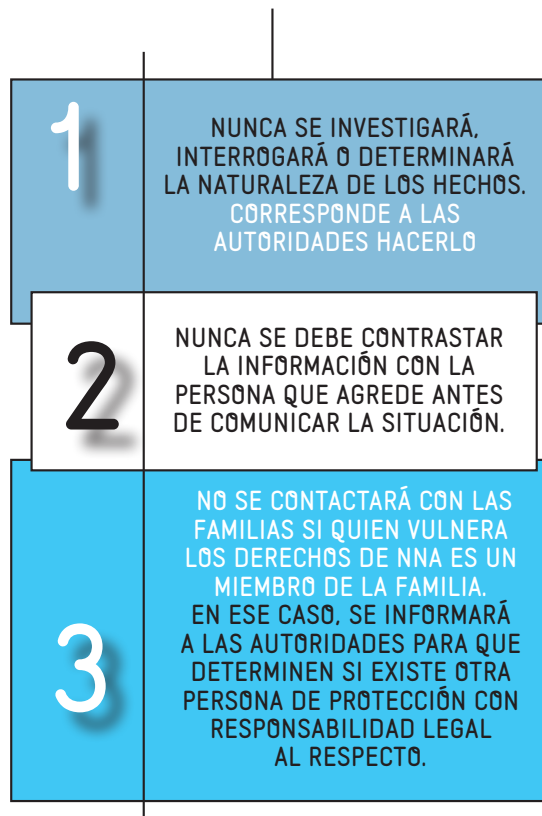 1
NUNCA SE INVESTIGARÁ,
INTERROGARÁ O DETERMINARÁ
LA NATURALEZA DE LOS HECHOS.
CORRESPONDE A LAS
AUTORIDADES HACERLO
2
NUNCA SE DEBE CONTRASTAR
LA INFORMACIÓN CON LA
PERSONA QUE AGREDE ANTES
DE COMUNICAR LA SITUACIÓN.
3
NO SE CONTACTARÁ CON LAS
FAMILIAS SI QUIEN VULNERA
LOS DERECHOS DE NNA ES UN
MIEMBRO DE LA FAMILIA.
EN ESE CASO, SE INFORMARÁ
A LAS AUTORIDADES PARA QUE
DETERMINEN SI EXISTE OTRA
PERSONA DE PROTECCIÓN CON
RESPONSABILIDAD LEGAL
AL RESPECTO.